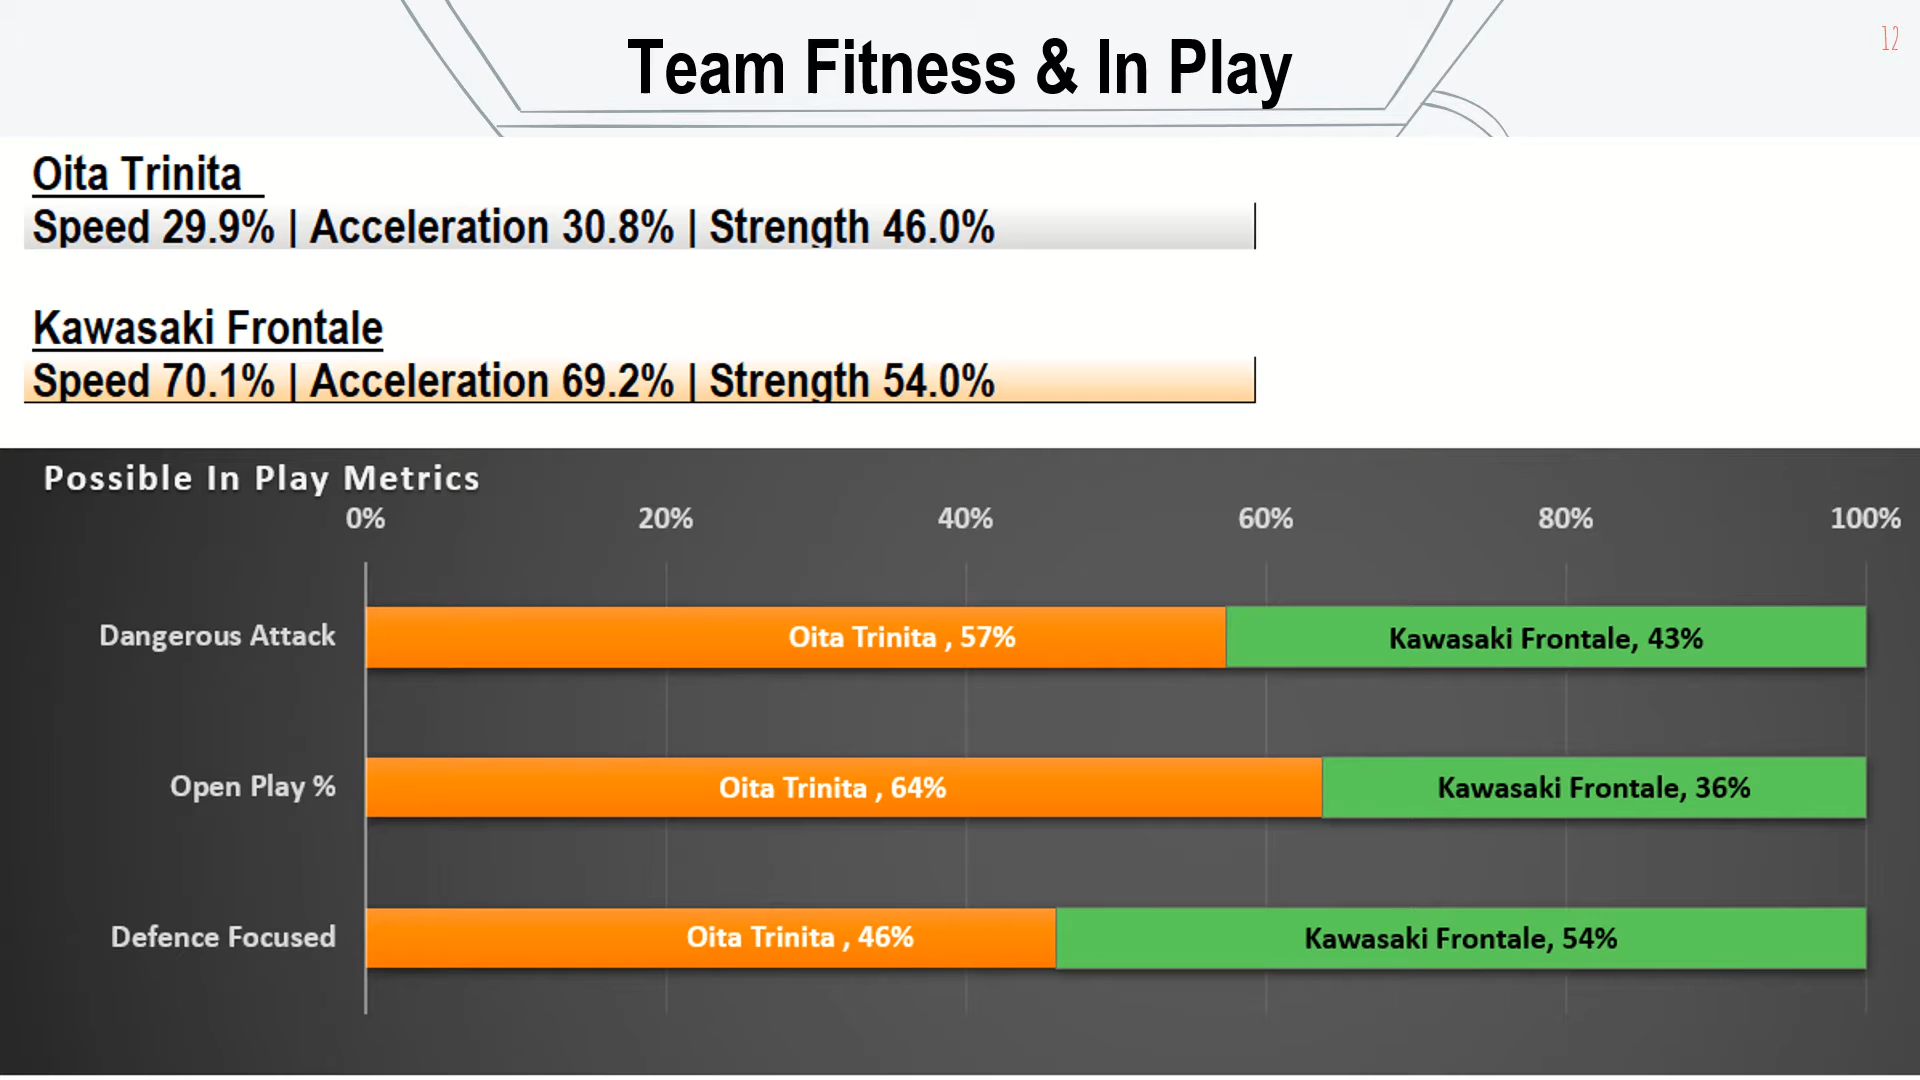 Team Fitness & In Play
12
Oita Trinita
Speed 29.9% | Acceleration 30.8% | Strength 46.0%
Kawasaki Frontale
Speed 70.1% | Acceleration 69.2% | Strength 54.0%
Possible In Play Metrics
0% 20% 40% 60% 80% 100%
Dangerous Attack Oita Trinita , 57% Kawasaki Frontale, 43%
Open Play % Oita Trinita , 64% Kawasaki Frontale, 36%
Defence Focused Oita Trinita , 46% Kawasaki Frontale, 54%